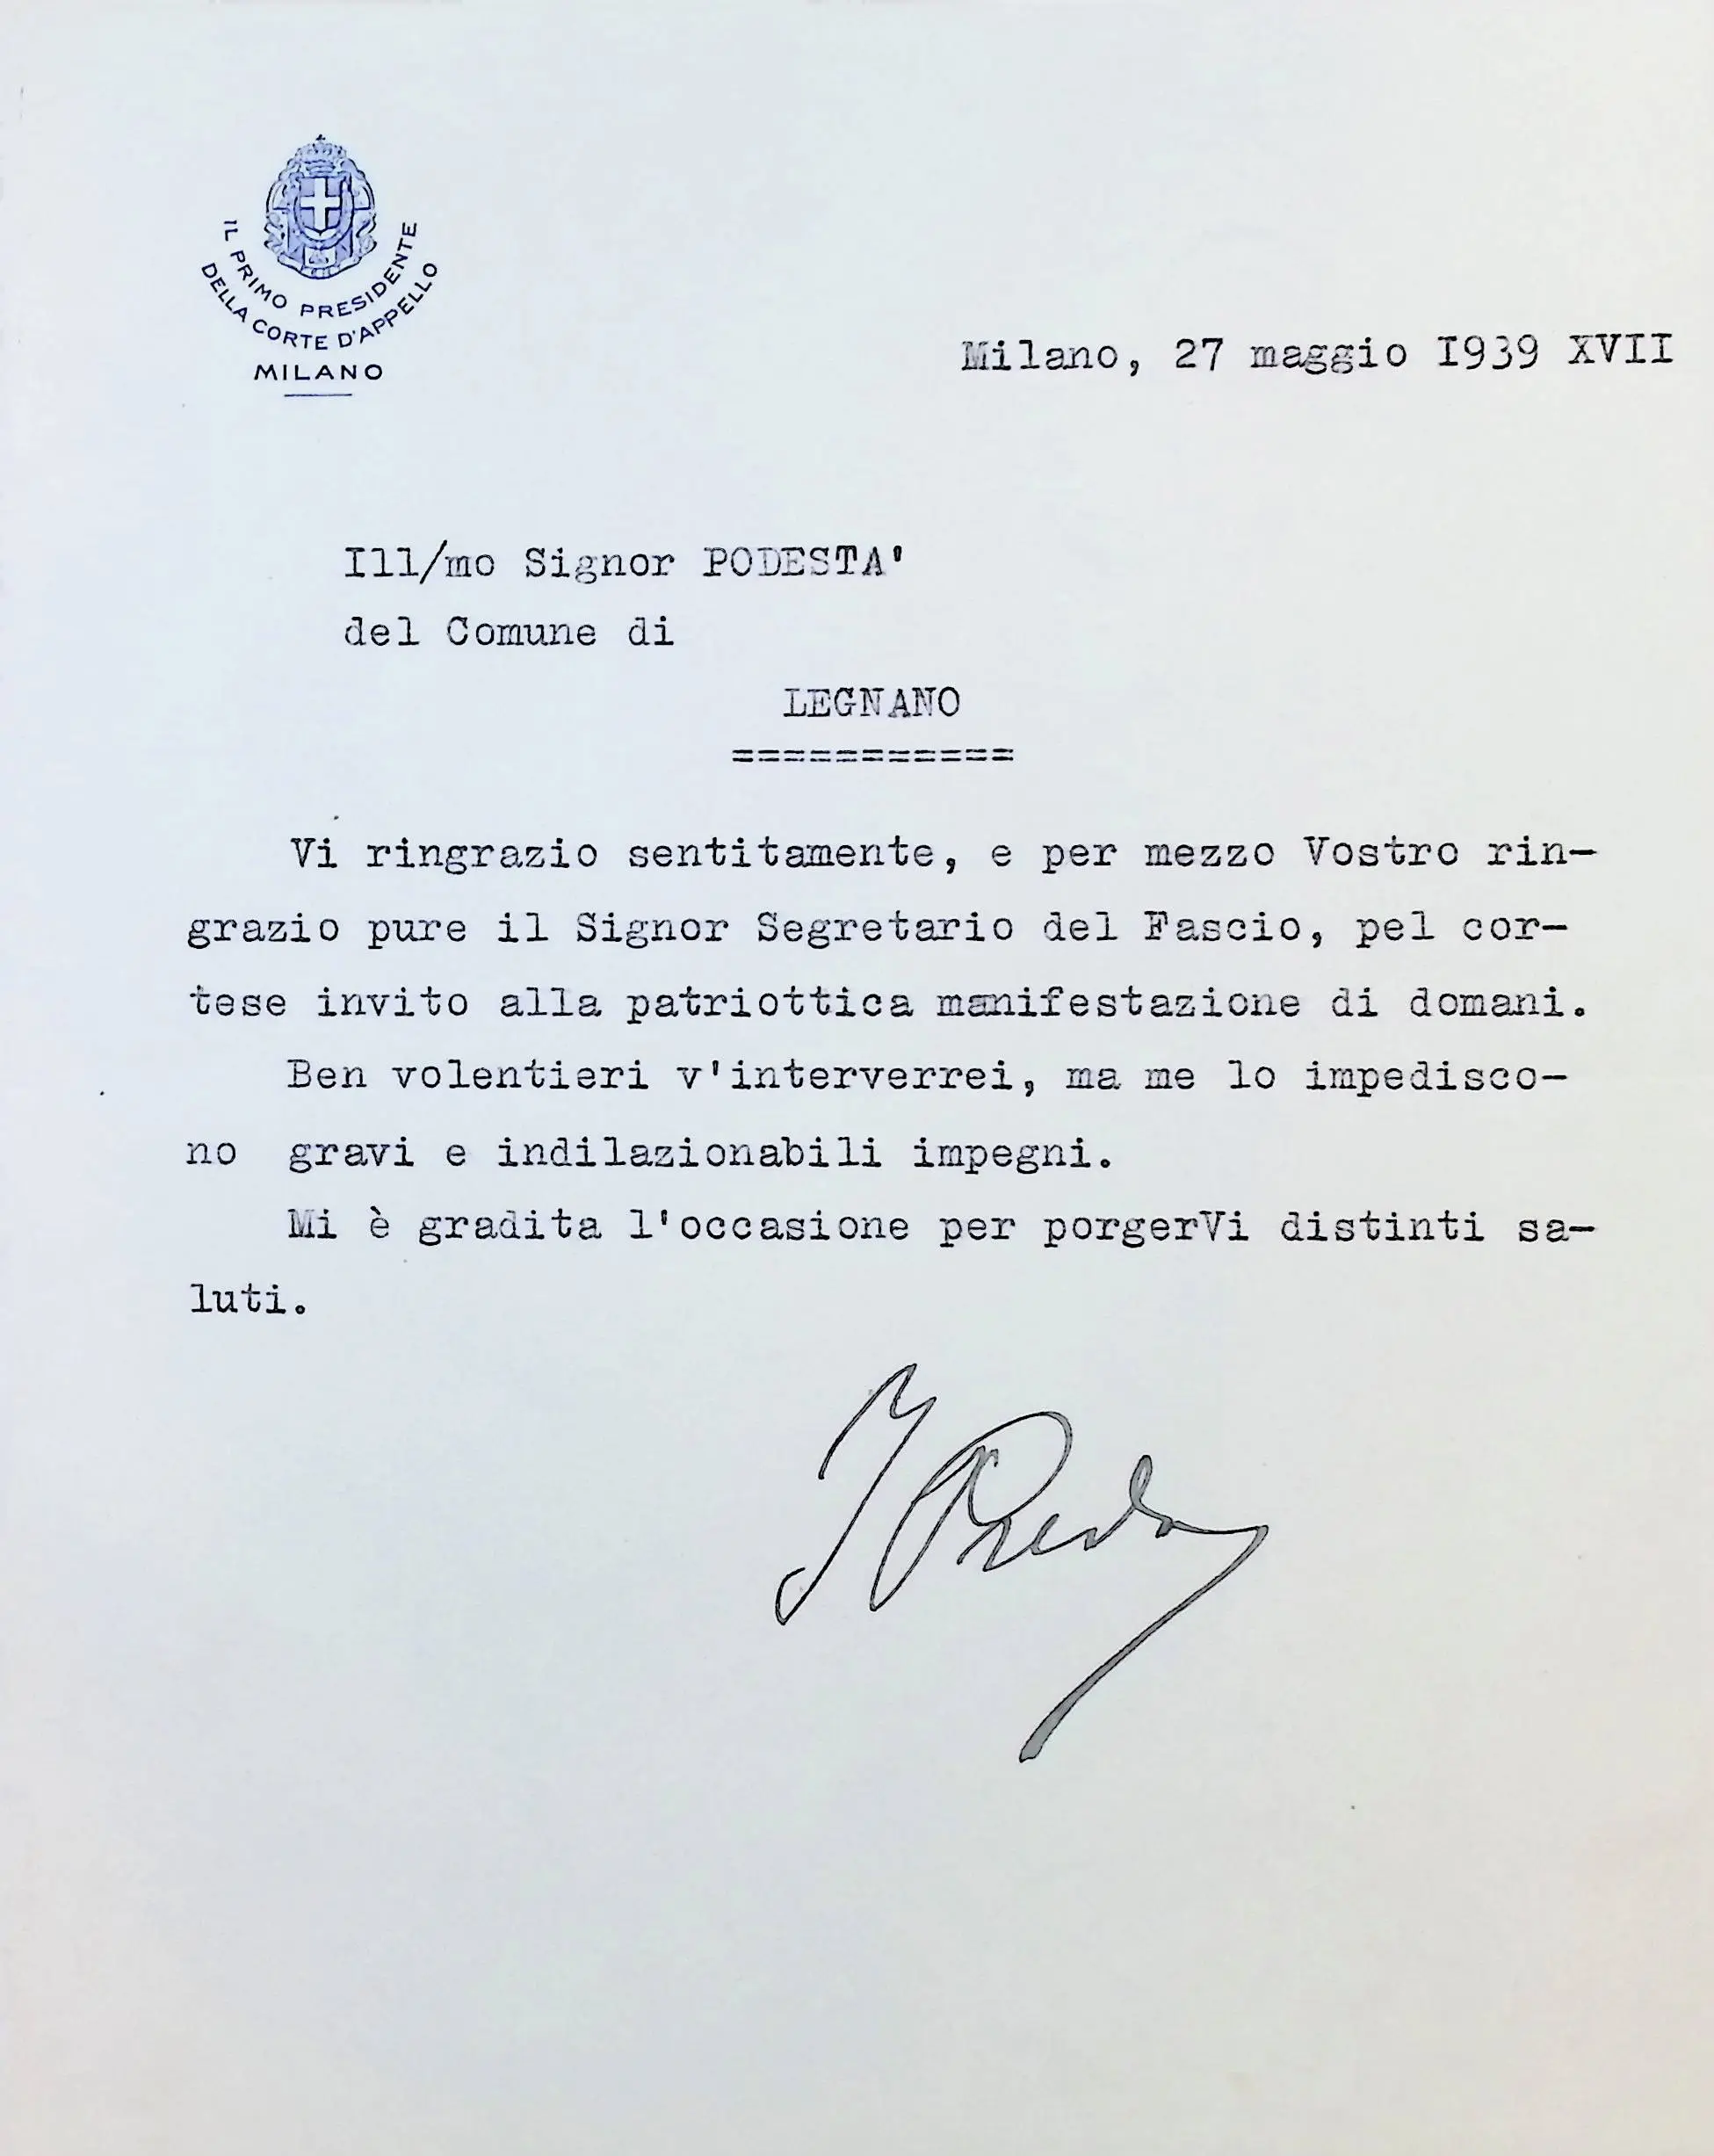 IL PRIMO PRESIDENTE
DELLA CORTE D'APPELLO
MILANO
Milano, 27 maggio I939 XVII
Ill/mo Signor PODESTA'
del Comune di
LEGNANO
===========
Vi ringrazio sentitamente, e per mezzo Vostro rin-
grazio pure il Signor Segretario del Fascio, pel cor-
tese invito alla patriottica manifestazione di domani.
Ben volentieri v'interverrei, ma me lo impedisco-
no gravi e indilazionabili impegni.
Mi è gradita l'occasione per porgerVi distinti sa-
luti.